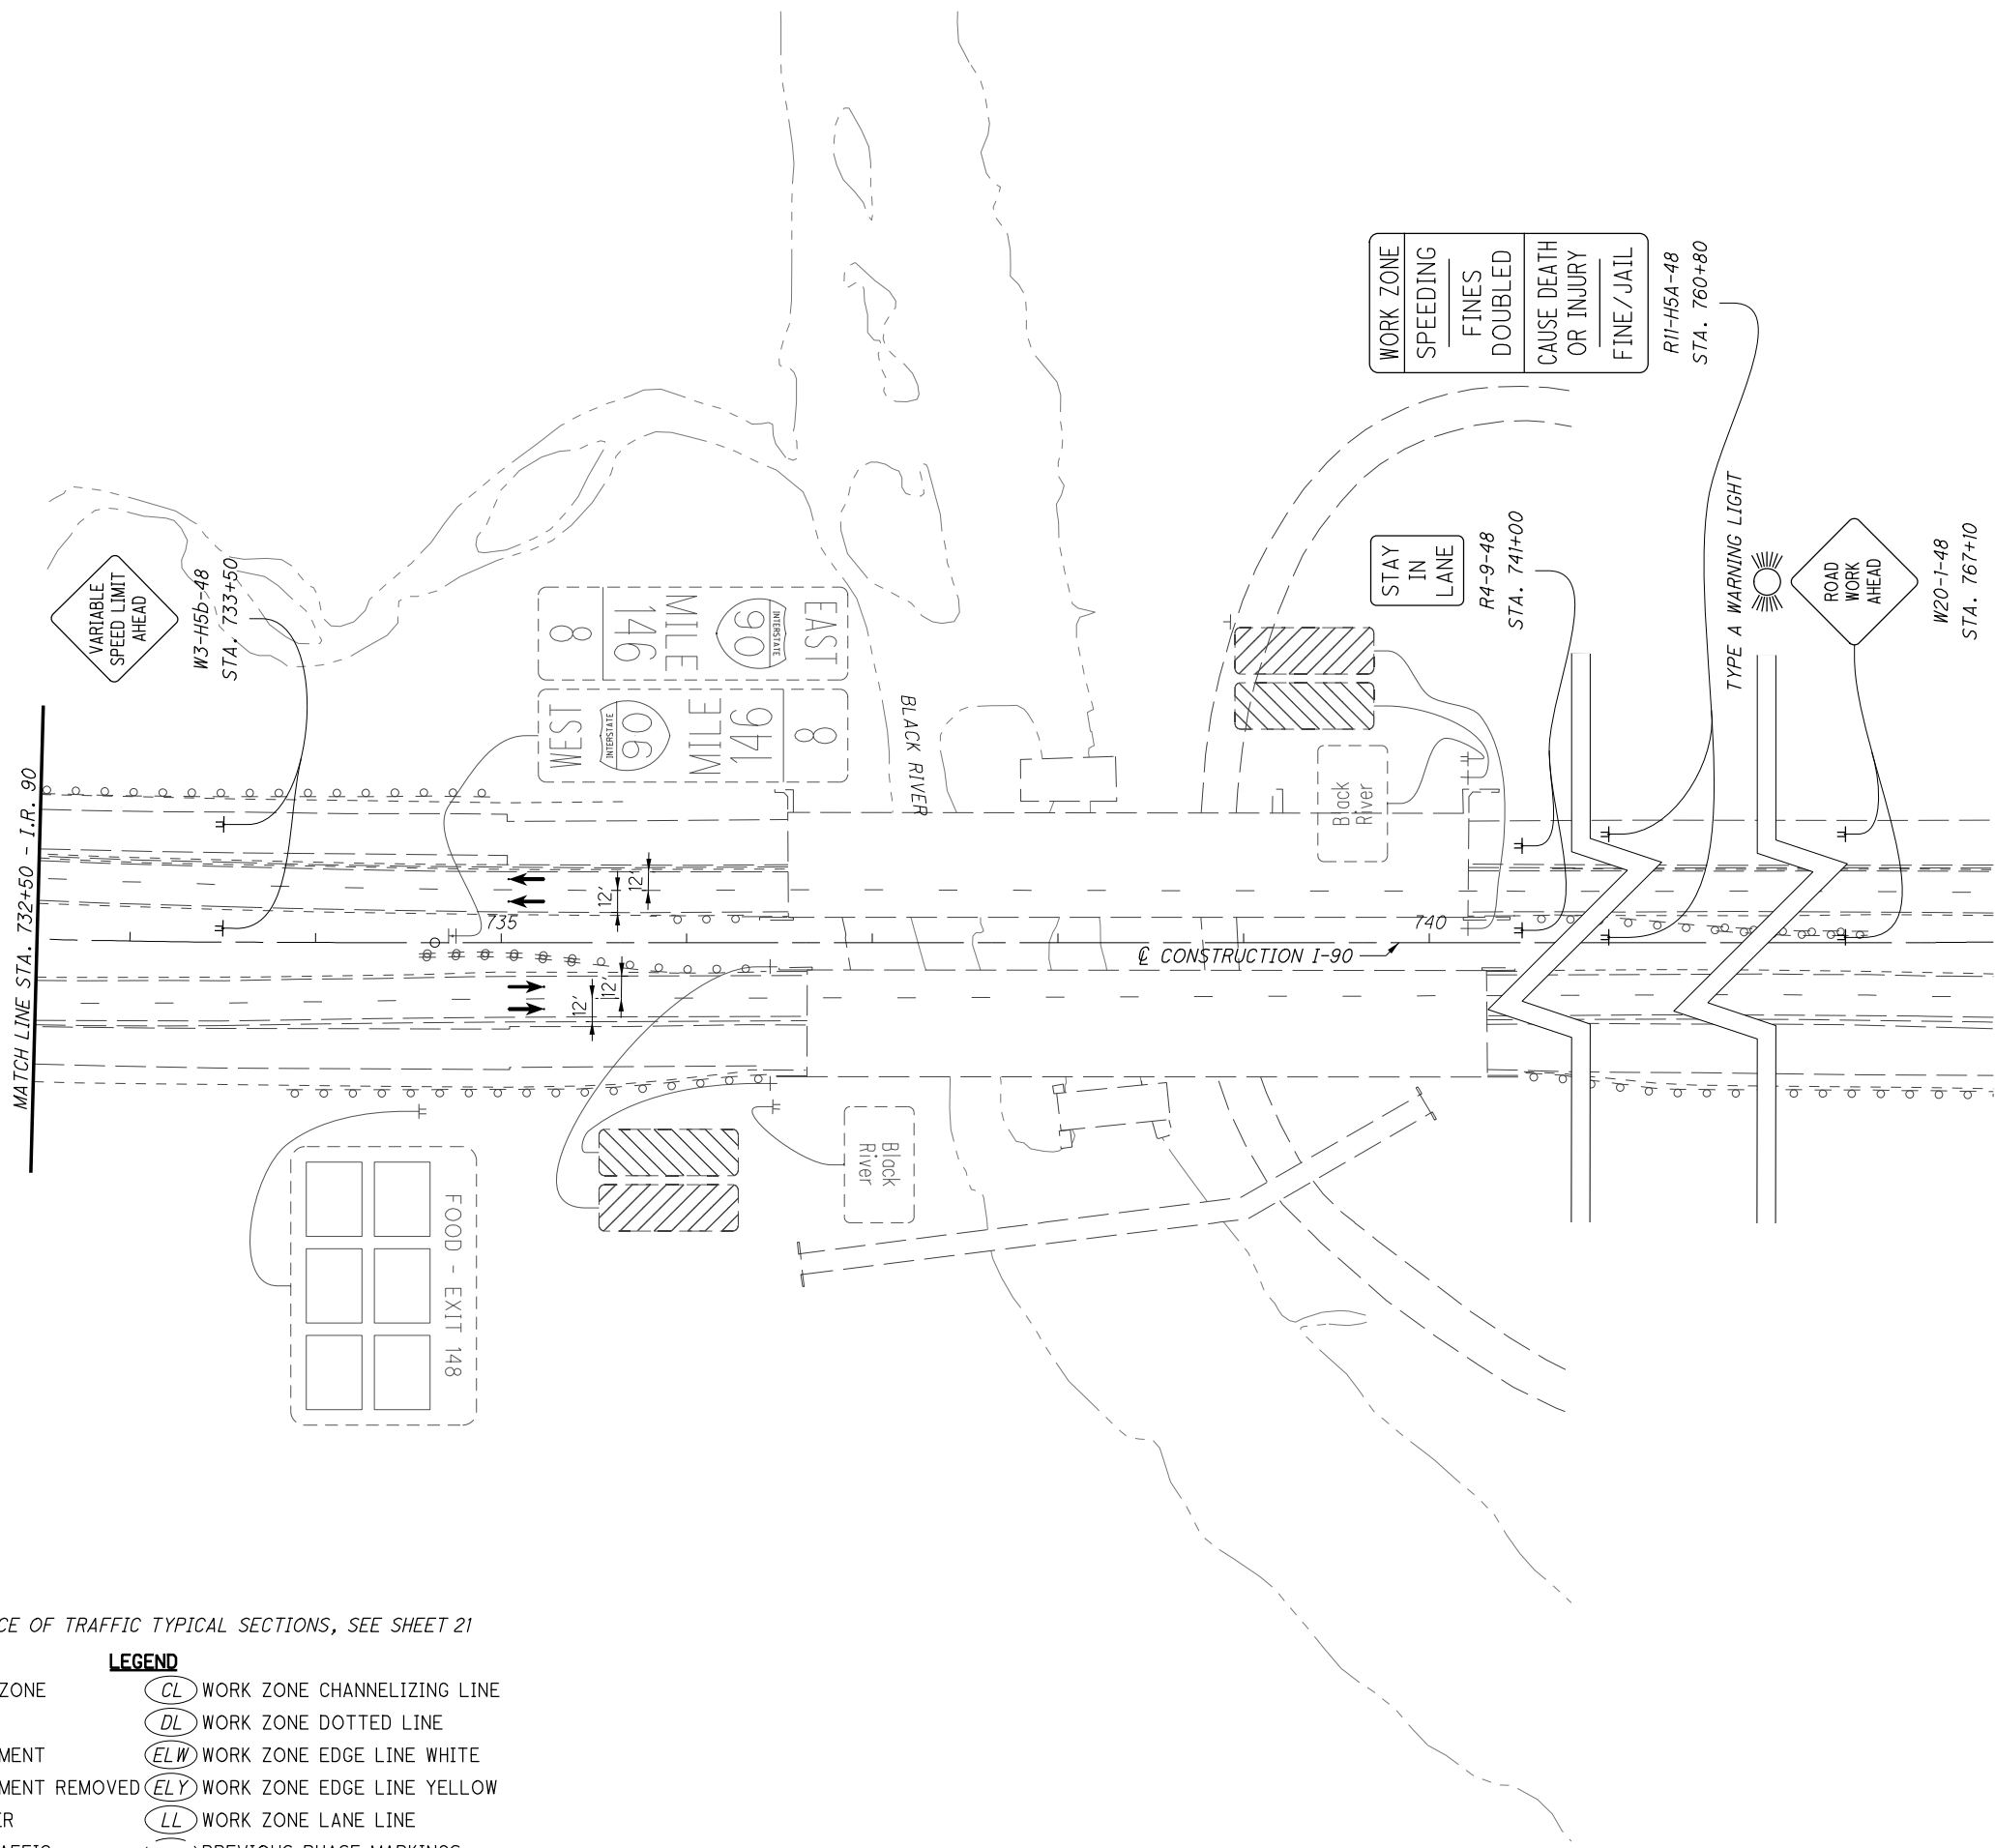 WORK ZONE
SPEEDING
FINES
DOUBLED
CAUSE DEATH
OR INJURY
FINE/JAIL
R11-H5A-48
STA. 760+80
STAY
IN
LANE
R4-9-48
STA. 741+00
TYPE A WARNING LIGHT
ROAD
WORK
AHEAD
W20-1-48
STA. 767+10
VARIABLE
SPEED LIMIT
AHEAD
W3-H5b-48
STA. 733+50
EAST
INTERSTATE
90
MILE
146
8
WEST
INTERSTATE
90
MILE
146
8
BLACK RIVER
Black
River
MATCH LINE STA. 732+50 - I.R. 90
12'
12'
735
740
℄ CONSTRUCTION I-90
12'
12'
Black
River
FOOD - EXIT 148
CE OF TRAFFIC TYPICAL SECTIONS, SEE SHEET 21
LEGEND
ZONE
CL WORK ZONE CHANNELIZING LINE
DL WORK ZONE DOTTED LINE
MENT
ELW WORK ZONE EDGE LINE WHITE
MENT REMOVED
ELY WORK ZONE EDGE LINE YELLOW
ER
LL WORK ZONE LANE LINE